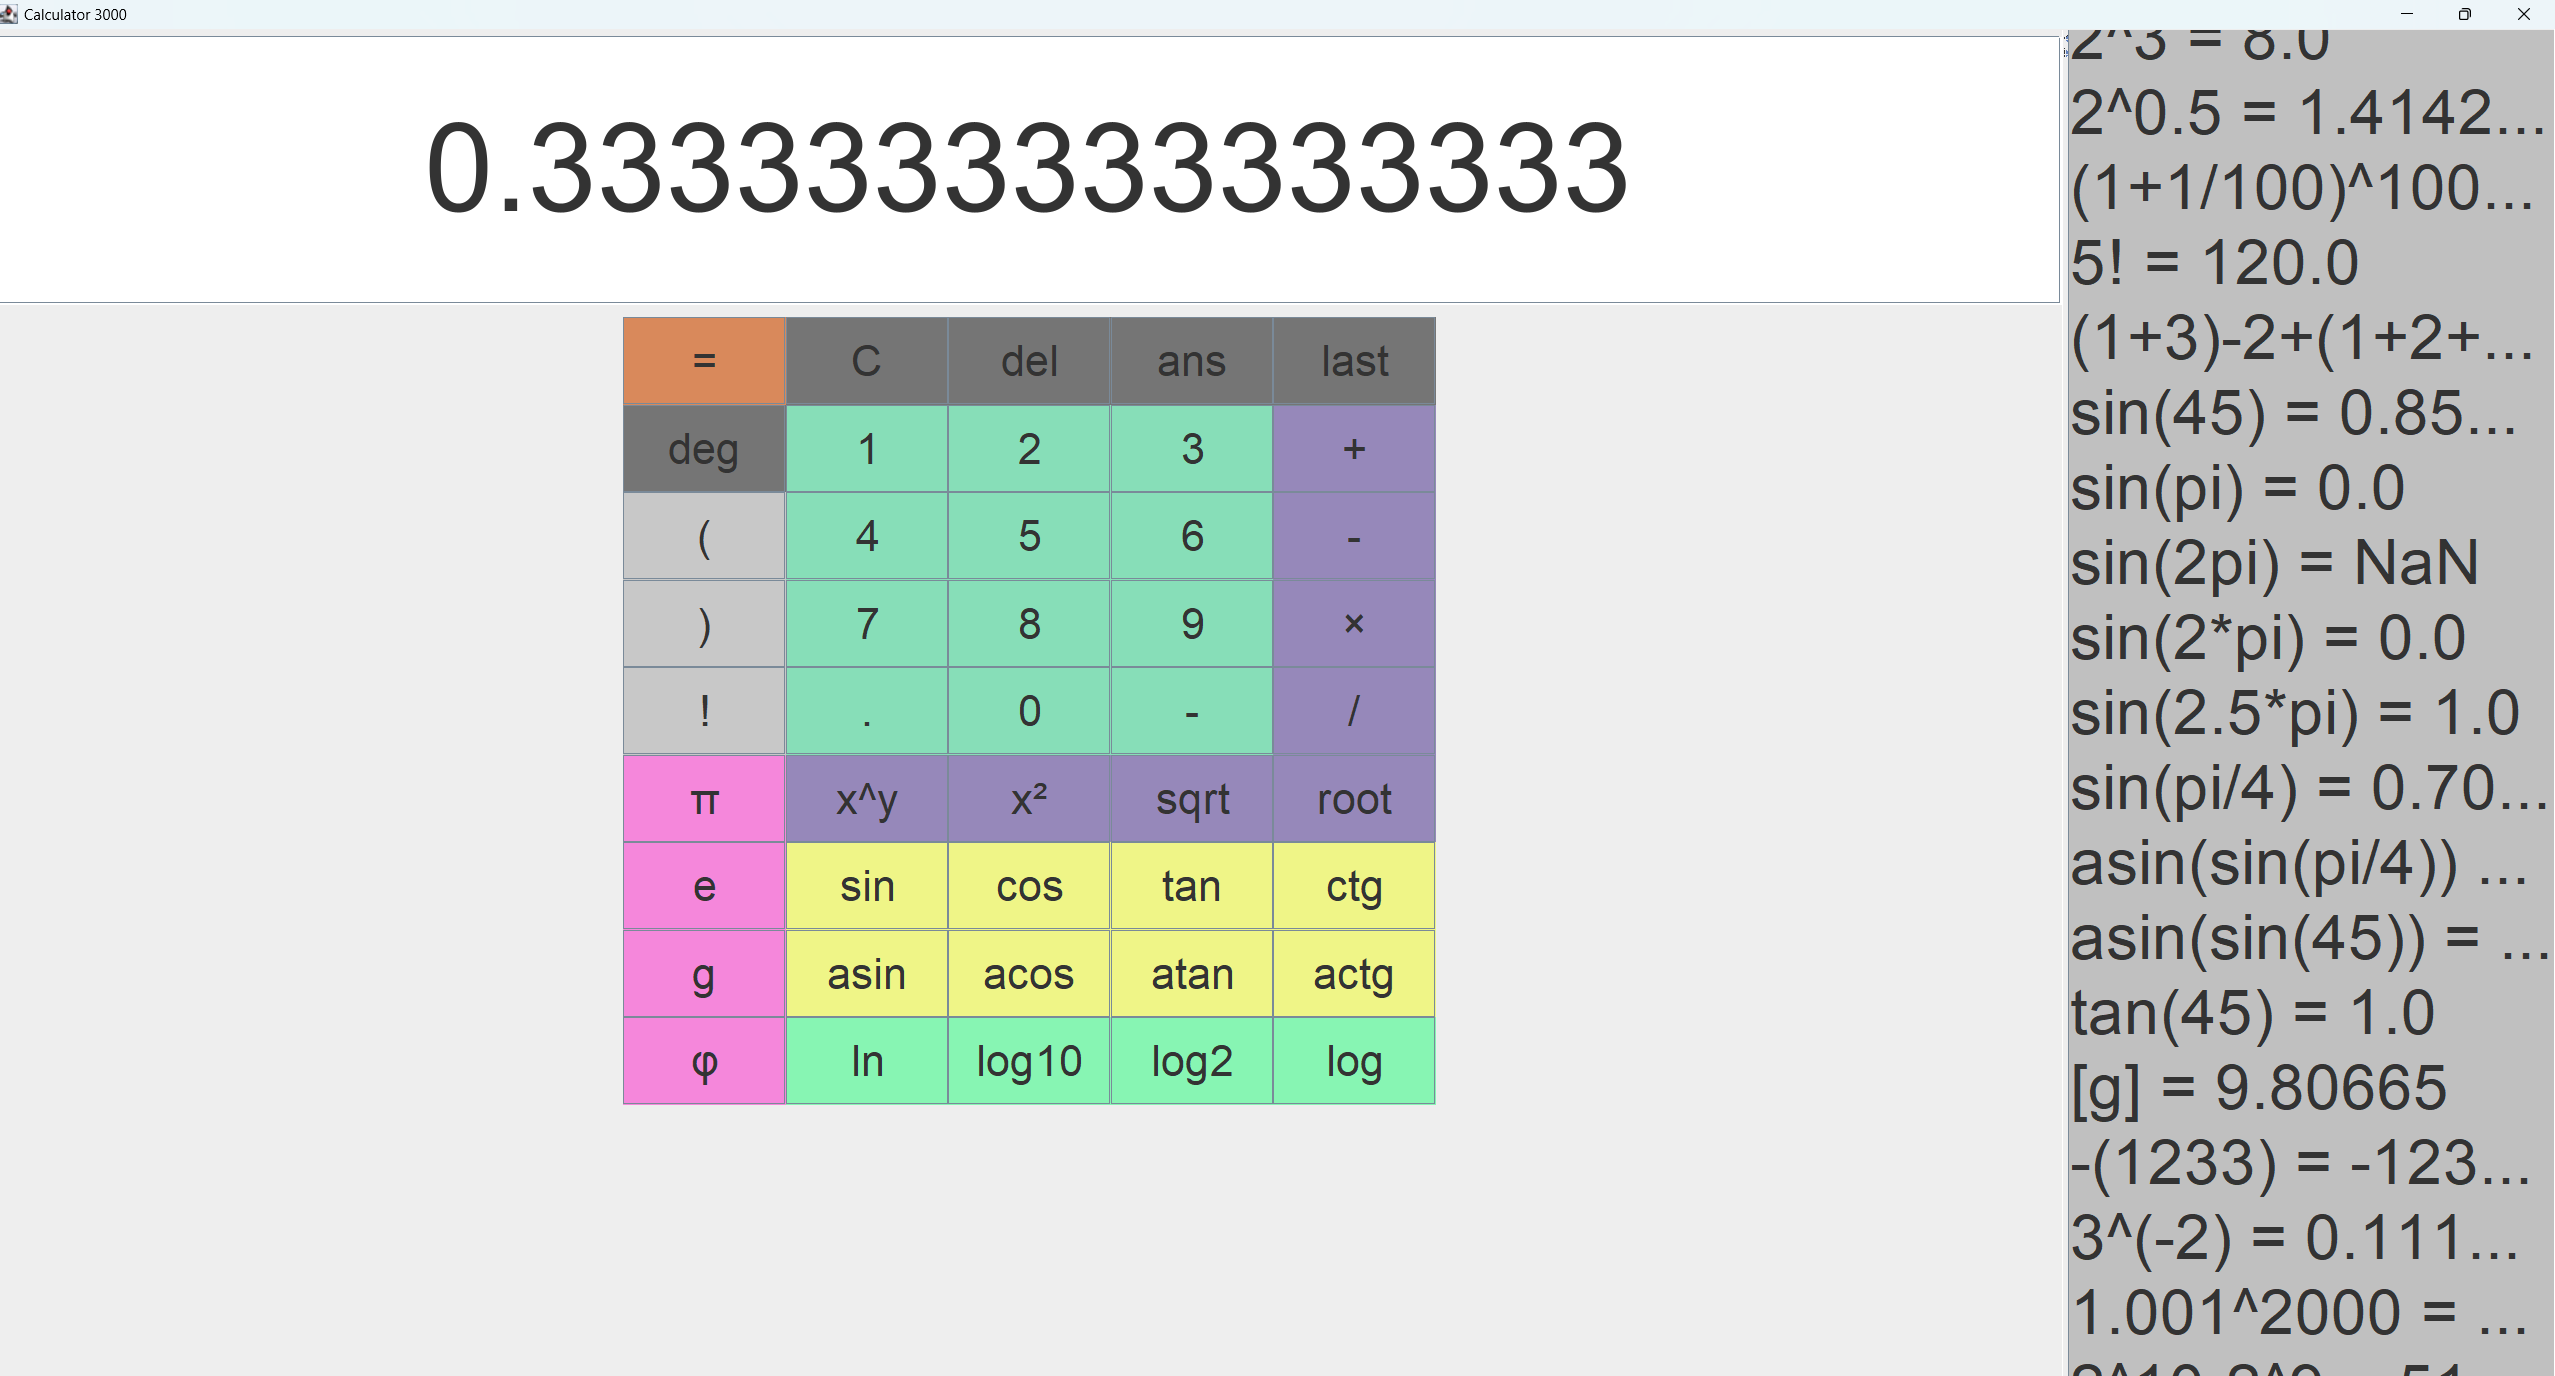 Calculator 3000
0.3333333333333333
= C del ans last
deg 1 2 3 +
( 4 5 6 -
) 7 8 9 ×
! . 0 - /
π x^y x² sqrt root
e sin cos tan ctg
g asin acos atan actg
φ ln log10 log2 log
2^3 = 8.0
2^0.5 = 1.4142...
(1+1/100)^100...
5! = 120.0
(1+3)-2+(1+2+...
sin(45) = 0.85...
sin(pi) = 0.0
sin(2pi) = NaN
sin(2*pi) = 0.0
sin(2.5*pi) = 1.0
sin(pi/4) = 0.70...
asin(sin(pi/4)) ...
asin(sin(45)) = ...
tan(45) = 1.0
[g] = 9.80665
-(1233) = -123...
3^(-2) = 0.111...
1.001^2000 = ...